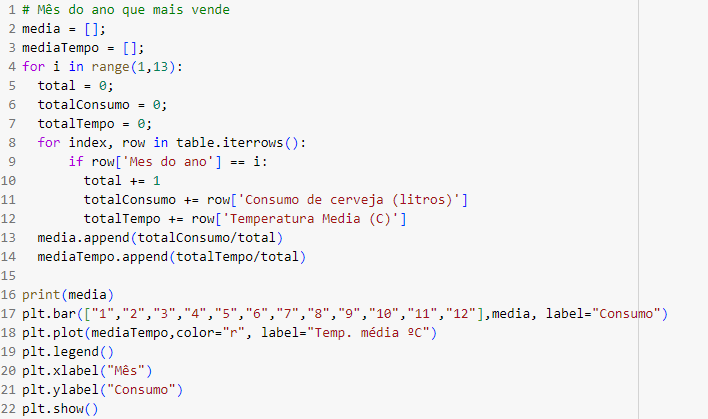 1 # Mês do ano que mais vende
2 media = [];
3 mediaTempo = [];
4 for i in range(1,13):
5   total = 0;
6   totalConsumo = 0;
7   totalTempo = 0;
8   for index, row in table.iterrows():
9       if row['Mes do ano'] == i:
10         total += 1
11         totalConsumo += row['Consumo de cerveja (litros)']
12         totalTempo += row['Temperatura Media (C)']
13   media.append(totalConsumo/total)
14   mediaTempo.append(totalTempo/total)
15
16 print(media)
17 plt.bar(["1","2","3","4","5","6","7","8","9","10","11","12"],media, label="Consumo")
18 plt.plot(mediaTempo,color="r", label="Temp. média ºC")
19 plt.legend()
20 plt.xlabel("Mês")
21 plt.ylabel("Consumo")
22 plt.show()